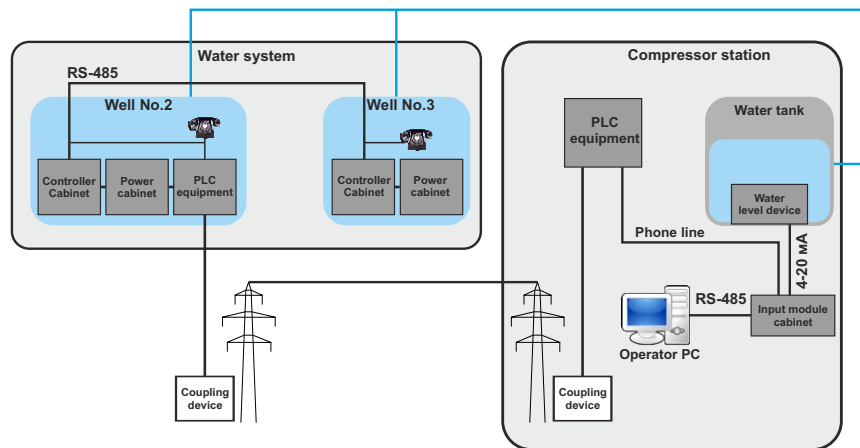 Water system
RS-485
Well No.2
Well No.3
Controller
Cabinet
Power
cabinet
PLC
equipment
Controller
Cabinet
Power
cabinet
Coupling
device
Compressor station
PLC
equipment
Water tank
Water
level device
Phone line
4-20 мА
RS-485
Input module
cabinet
Operator PC
Coupling
device